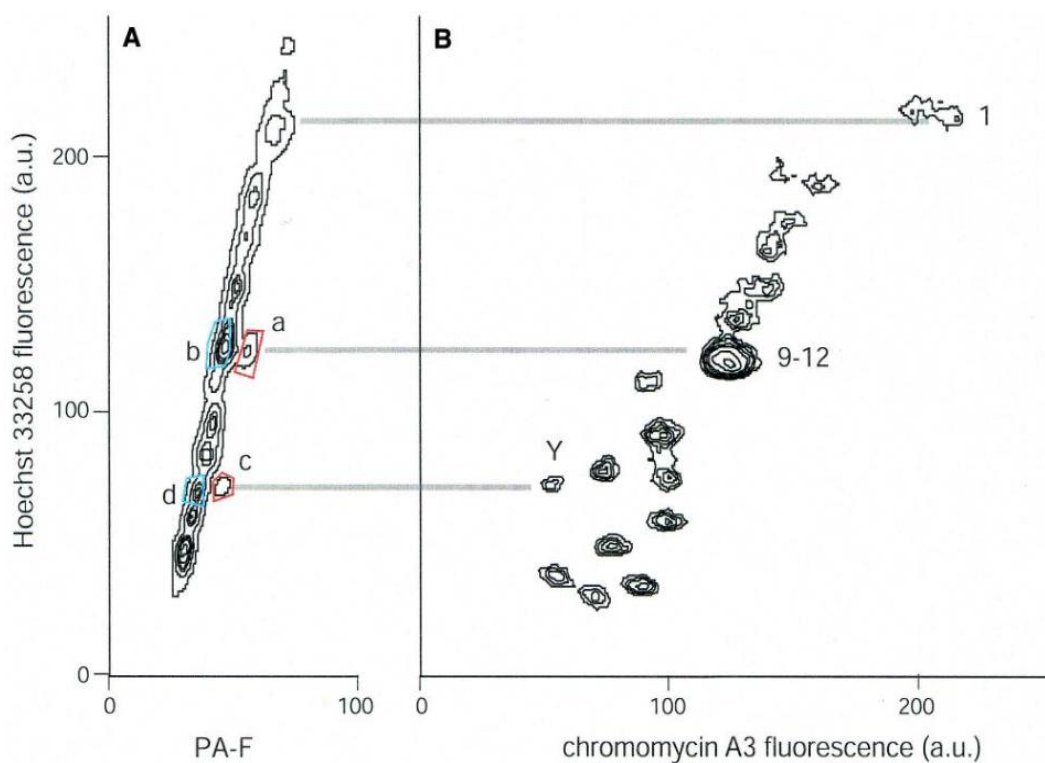 A
B
1
200
a
b
9-12
100
Y
c
d
0
0
100
0
100
200
PA-F
chromomycin A3 fluorescence (a.u.)
Hoechst 33258 fluorescence (a.u.)